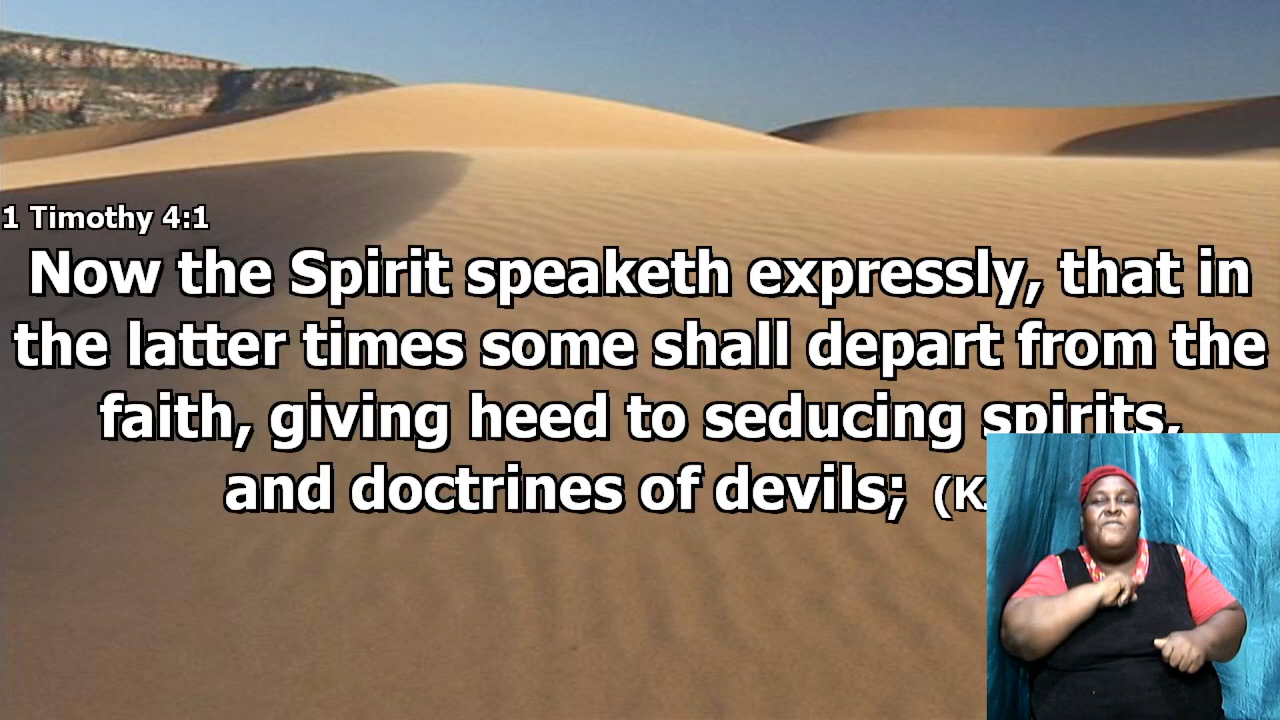 1 Timothy 4:1
Now the Spirit speaketh expressly, that in
the latter times some shall depart from the
faith, giving heed to seducing spirits,
and doctrines of devils;